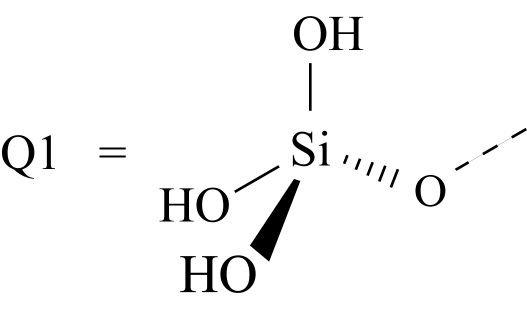 OH
Q1 = Si
O
HO
HO